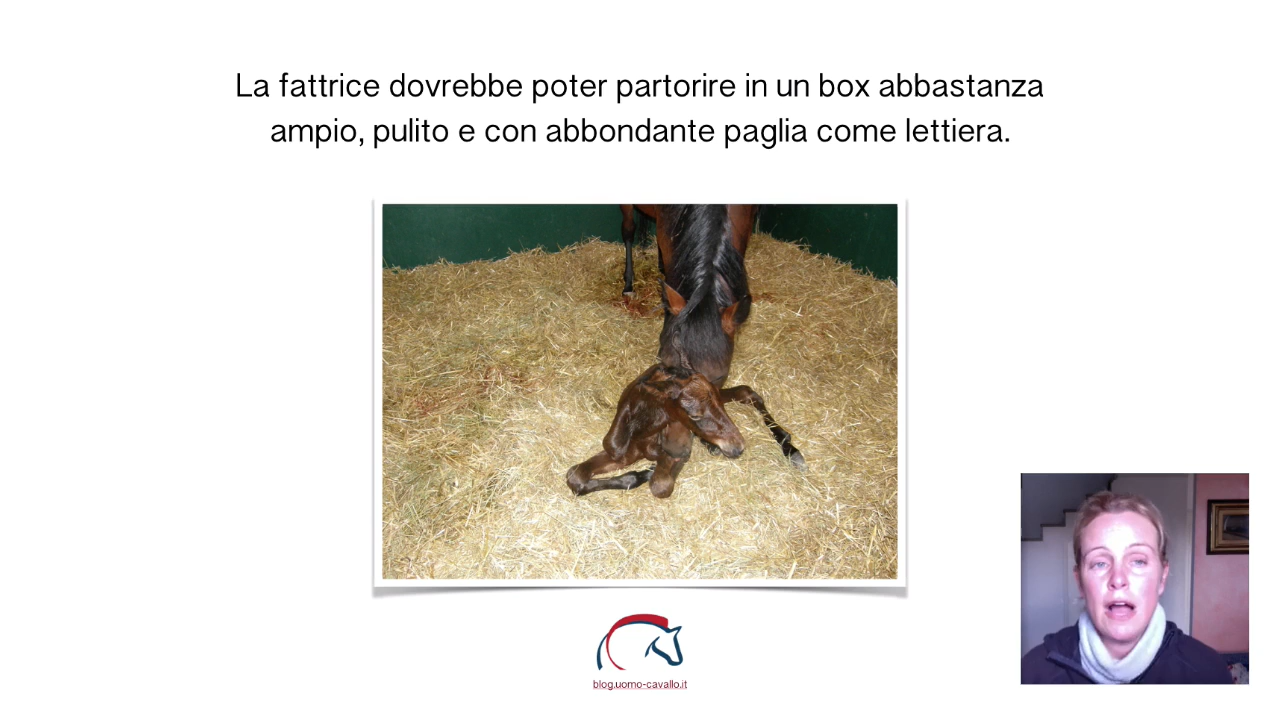 La fattrice dovrebbe poter partorire in un box abbastanza
ampio, pulito e con abbondante paglia come lettiera.
blog.uomo-cavallo.it